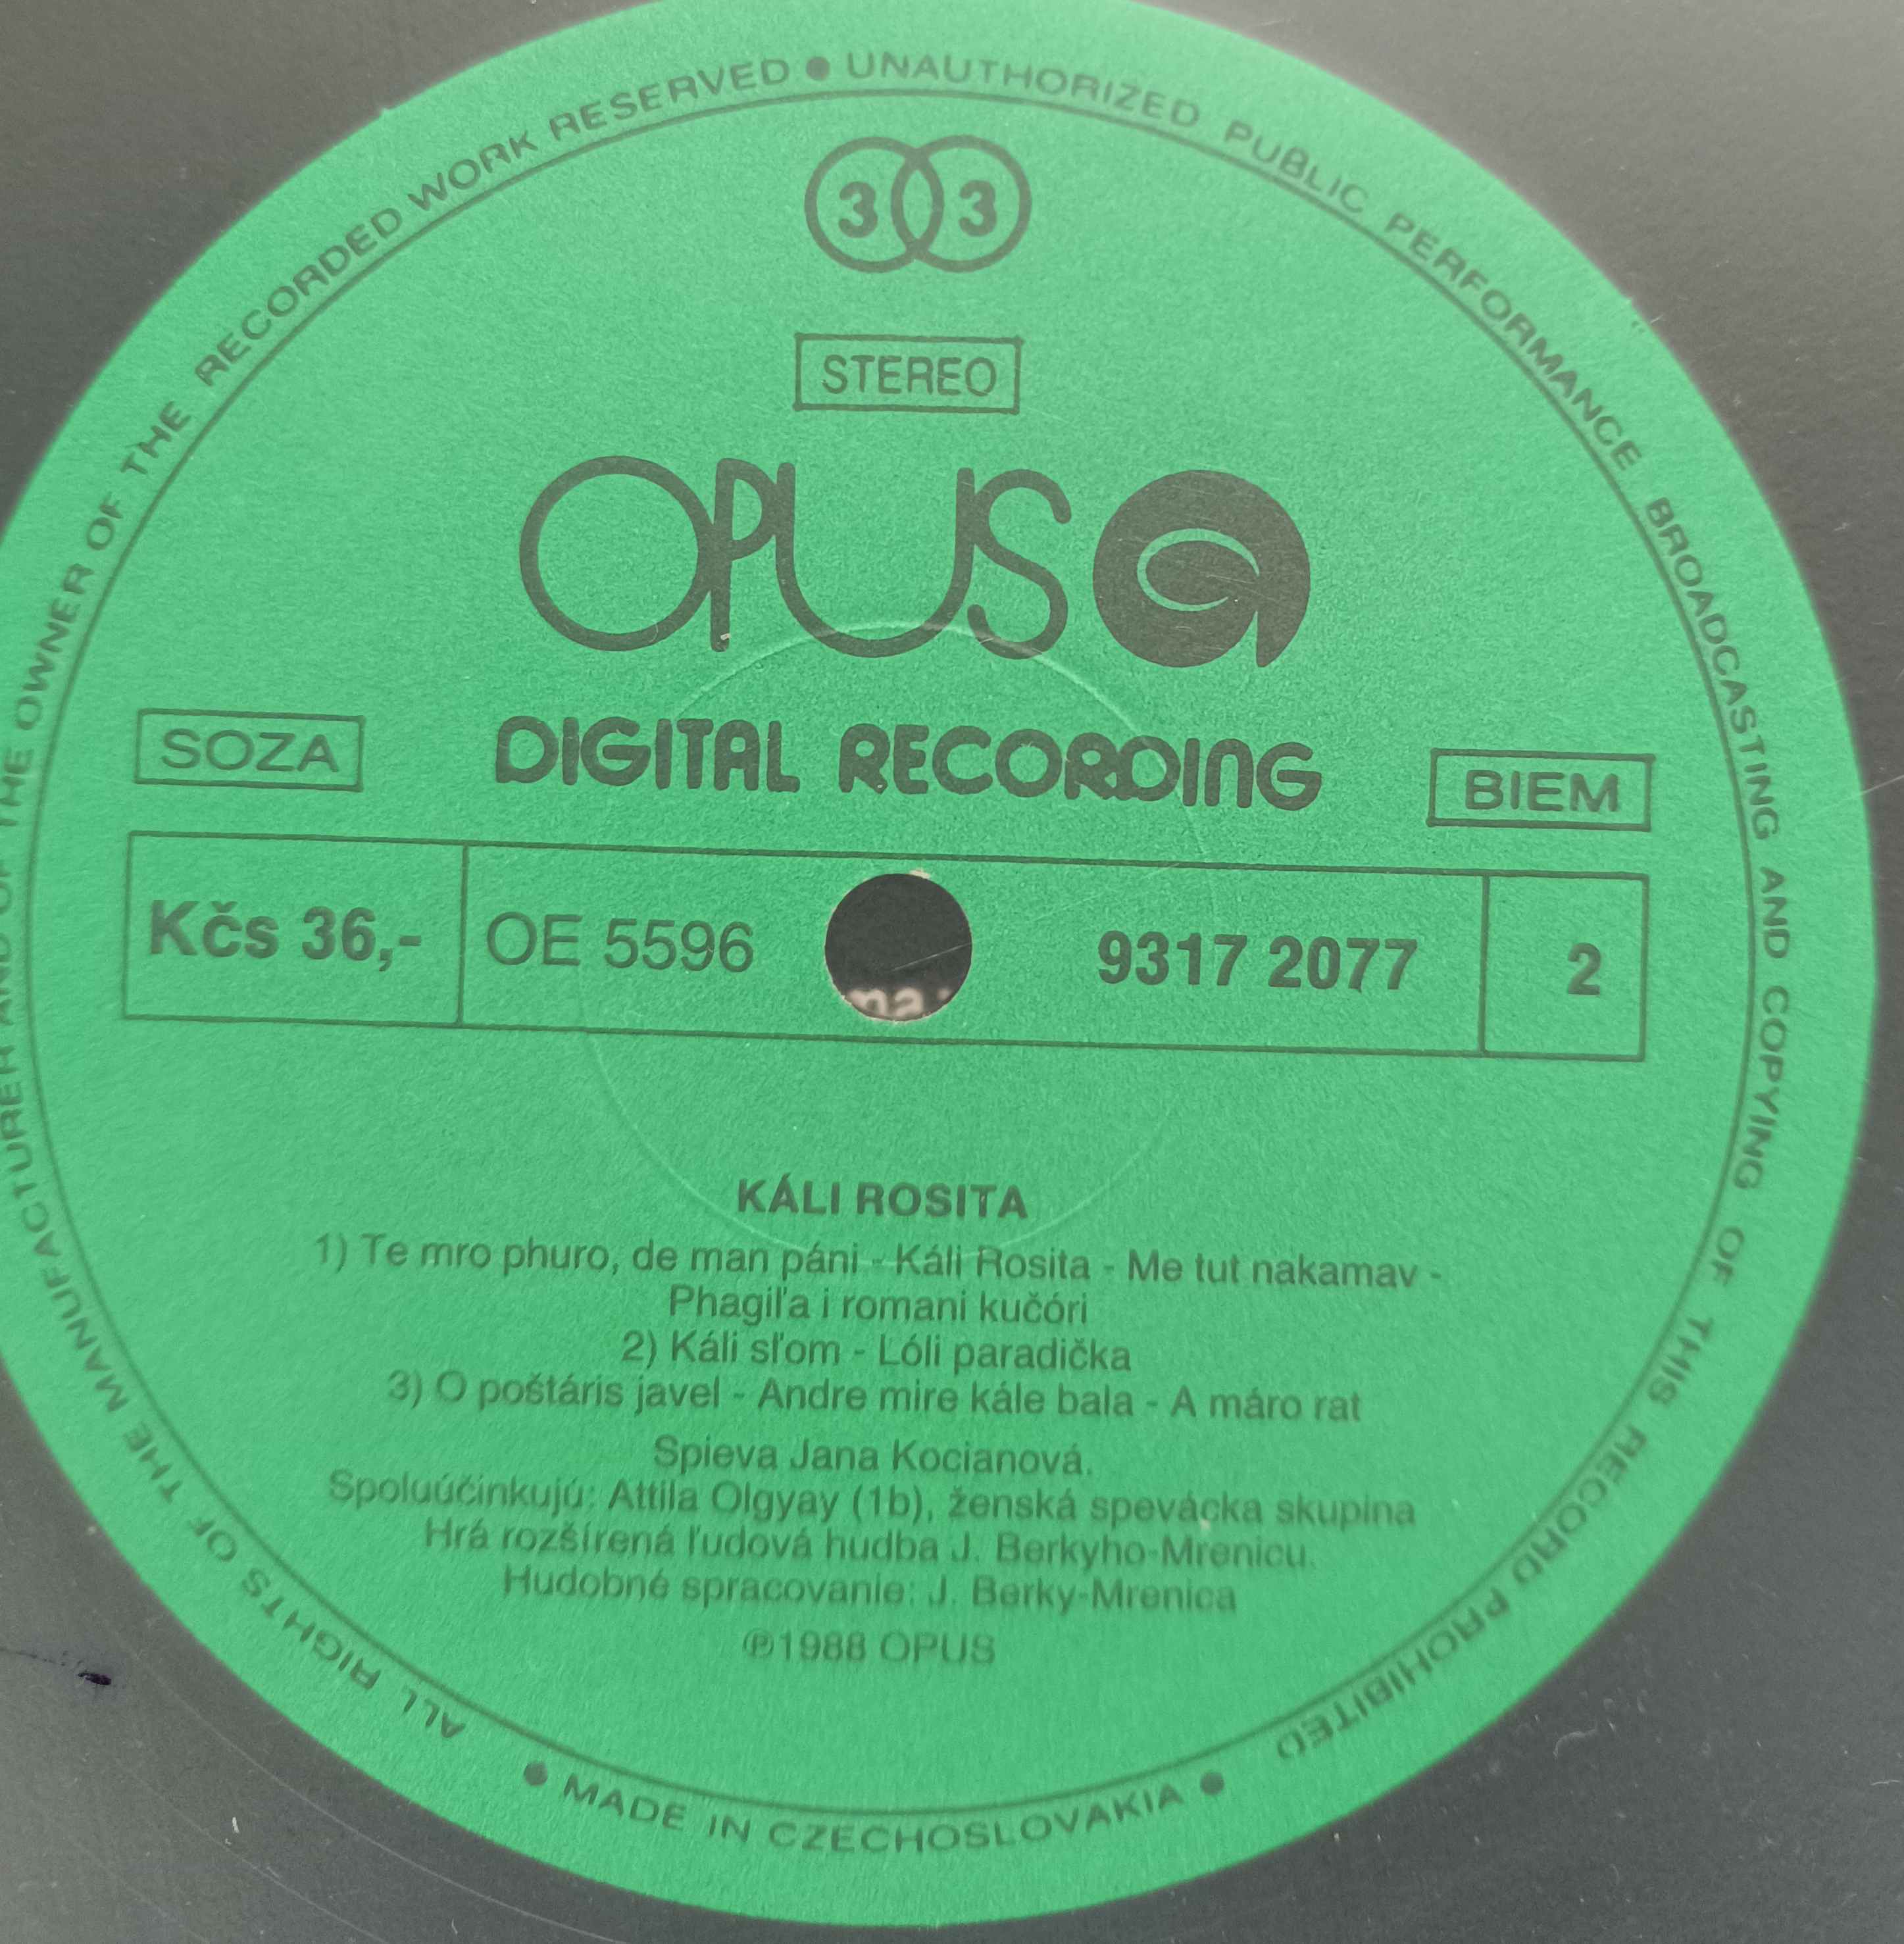 ALL RIGHTS OF THE MANUFACTURER AND OF THE OWNER OF THE RECORDED WORK RESERVED ● UNAUTHORIZED PUBLIC PERFORMANCE BROADCASTING AND COPYING OF THIS RECORD PROHIBITED
● MADE IN CZECHOSLOVAKIA ●
33
STEREO
OPUS
DIGITAL RECORDING
SOZA
BIEM
Kčs 36,-
OE 5596
9317 2077
2
KÁLI ROSITA
1) Te mro phuro, de man páni - Káli Rosita - Me tut nakamav -
Phagiľa i romani kučóri
2) Káli sľom - Lóli paradička
3) O poštáris javel - Andre mire kále bala - A máro rat
Spieva Jana Kocianová.
Spoluúčinkujú: Attila Olgyay (1b), ženská spevácka skupina
Hrá rozšírená ľudová hudba J. Berkyho-Mrenicu.
Hudobné spracovanie: J. Berky-Mrenica
℗1988 OPUS